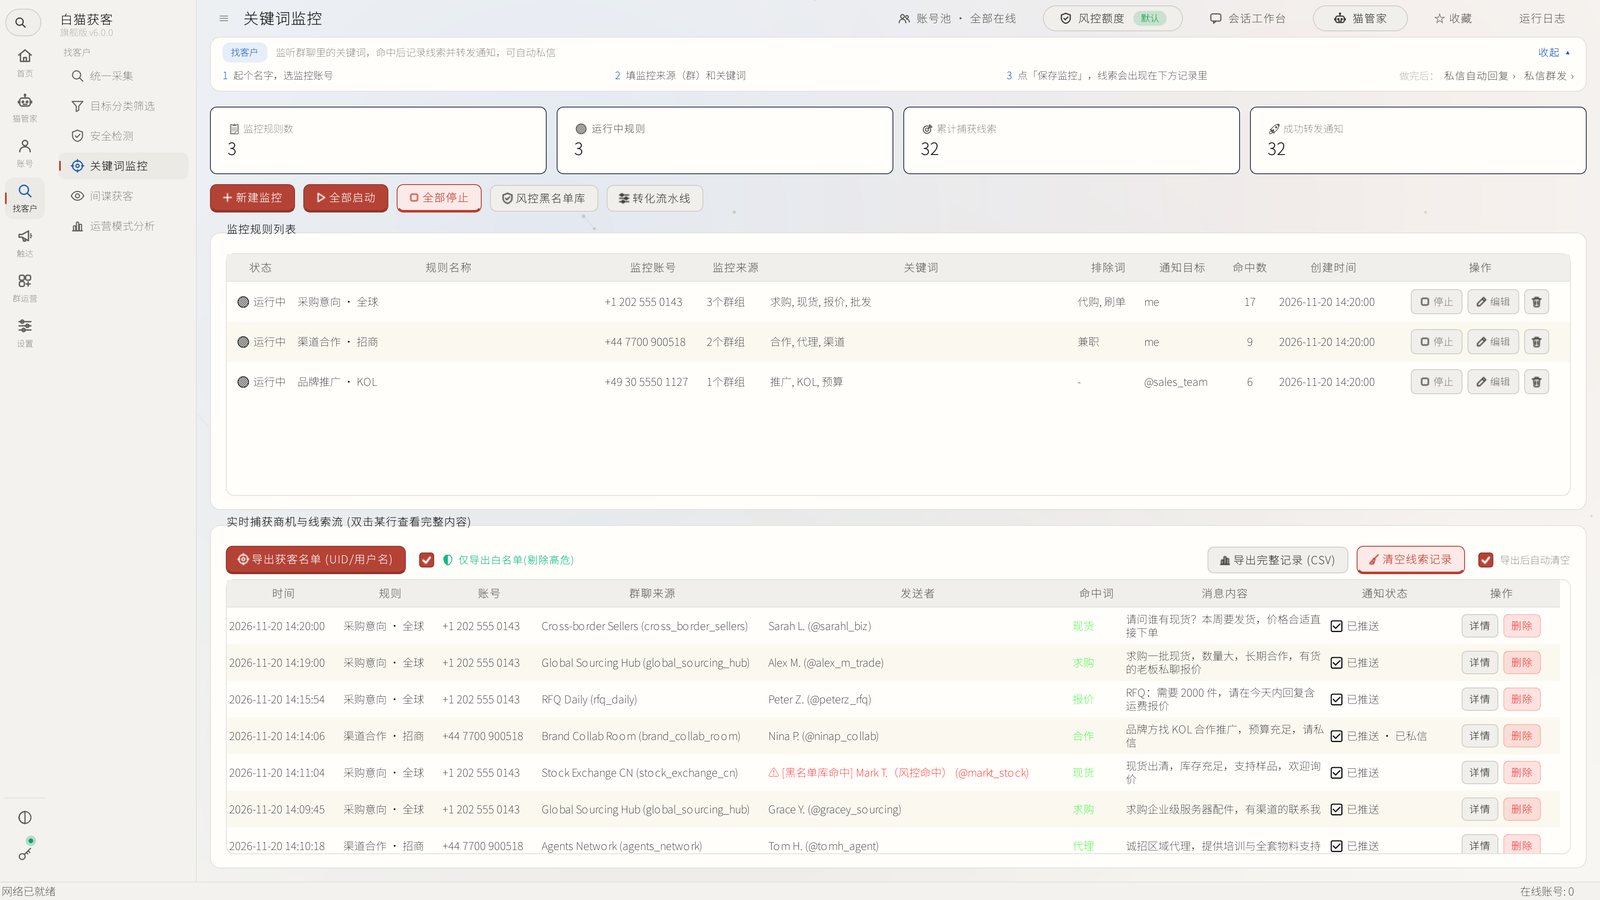 白猫获客
旗舰版 v6.0.0
首页
猫管家
账号
找客户
触达
群运营
设置
找客户
统一采集
目标分类筛选
安全检测
关键词监控
间谍获客
运营模式分析
关键词监控
账号池 · 全部在线
风控额度 默认
会话工作台
猫管家
收藏
运行日志
找客户 监听群聊里的关键词，命中后记录线索并转发通知，可自动私信
收起
1 起个名字，选监控账号
2 填监控来源（群）和关键词
3 点「保存监控」，线索会出现在下方记录里
做完后： 私信自动回复 › 私信群发 ›
监控规则数
3
运行中规则
3
累计捕获线索
32
成功转发通知
32
新建监控 全部启动 全部停止 风控黑名单库 转化流水线
监控规则列表
状态 规则名称 监控账号 监控来源 关键词 排除词 通知目标 命中数 创建时间 操作
运行中 采购意向 · 全球 +1 202 555 0143 3个群组 求购, 现货, 报价, 批发 代购, 刷单 me 17 2026-11-20 14:20:00 停止 编辑
运行中 渠道合作 · 招商 +44 7700 900518 2个群组 合作, 代理, 渠道 兼职 me 9 2026-11-20 14:20:00 停止 编辑
运行中 品牌推广 · KOL +49 30 5550 1127 1个群组 推广, KOL, 预算 - @sales_team 6 2026-11-20 14:20:00 停止 编辑
实时捕获商机与线索流 (双击某行查看完整内容)
导出获客名单 (UID/用户名) 仅导出白名单(剔除高危) 导出完整记录 (CSV) 清空线索记录 导出后自动清空
时间 规则 账号 群聊来源 发送者 命中词 消息内容 通知状态 操作
2026-11-20 14:20:00 采购意向 · 全球 +1 202 555 0143 Cross-border Sellers (cross_border_sellers) Sarah L. (@sarahl_biz) 现货 请问谁有现货？本周要发货，价格合适直接下单 已推送 详情 删除
2026-11-20 14:19:00 采购意向 · 全球 +1 202 555 0143 Global Sourcing Hub (global_sourcing_hub) Alex M. (@alex_m_trade) 求购 求购一批现货，数量大，长期合作，有货的老板私聊报价 已推送 详情 删除
2026-11-20 14:15:54 采购意向 · 全球 +1 202 555 0143 RFQ Daily (rfq_daily) Peter Z. (@peterz_rfq) 报价 RFQ：需要 2000 件，请在今天内回复含运费报价 已推送 详情 删除
2026-11-20 14:14:06 渠道合作 · 招商 +44 7700 900518 Brand Collab Room (brand_collab_room) Nina P. (@ninap_collab) 合作 品牌方找 KOL 合作推广，预算充足，请私信 已推送 · 已私信 详情 删除
2026-11-20 14:11:04 采购意向 · 全球 +1 202 555 0143 Stock Exchange CN (stock_exchange_cn) ⚠ [黑名单库命中] Mark T.（风控命中） (@markt_stock) 现货 现货出清，库存充足，支持样品，欢迎询价 已推送 详情 删除
2026-11-20 14:09:45 采购意向 · 全球 +1 202 555 0143 Global Sourcing Hub (global_sourcing_hub) Grace Y. (@gracey_sourcing) 求购 求购企业级服务器配件，有渠道的联系我 已推送 详情 删除
2026-11-20 14:10:18 渠道合作 · 招商 +44 7700 900518 Agents Network (agents_network) Tom H. (@tomh_agent) 代理 诚招区域代理，提供培训与全套物料支持 已推送 详情 删除
网络已就绪
在线账号: 0